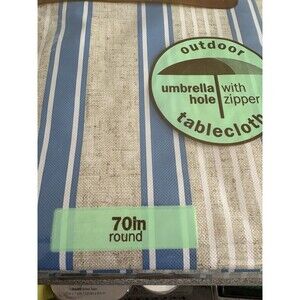 outdoor
umbrella with
hole zipper
tablecloth
70in
round